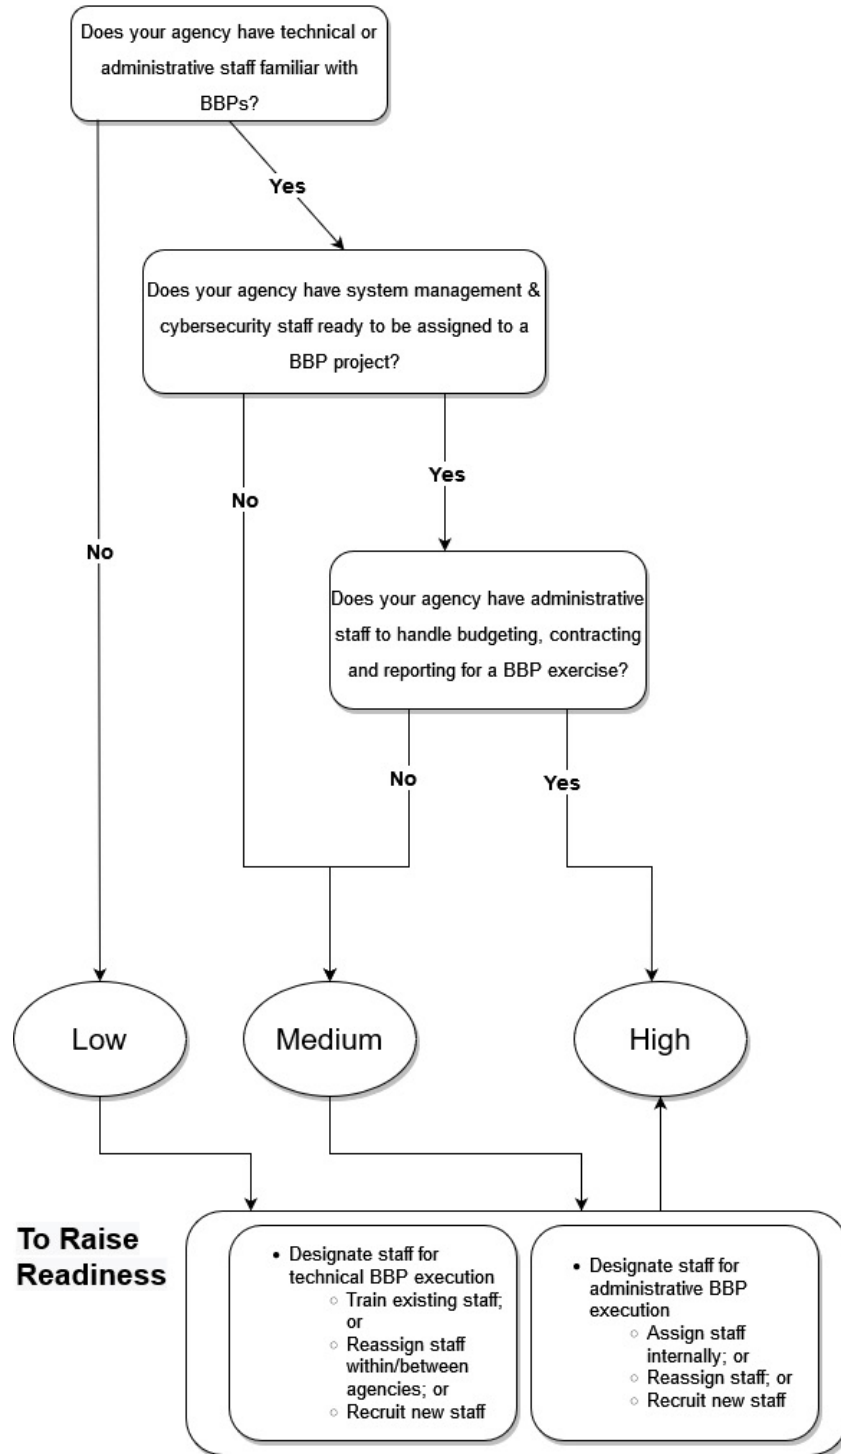 Does your agency have technical or
administrative staff familiar with
BBPs?
Yes
Does your agency have system management &
cybersecurity staff ready to be assigned to a
BBP project?
No
Yes
No
Does your agency have administrative
staff to handle budgeting, contracting
and reporting for a BBP exercise?
No
Yes
Low
Medium
High
To Raise
Readiness
• Designate staff for
technical BBP execution
○ Train existing staff;
or
○ Reassign staff
within/between
agencies; or
○ Recruit new staff
• Designate staff for
administrative BBP
execution
○ Assign staff
internally; or
○ Reassign staff; or
○ Recruit new staff